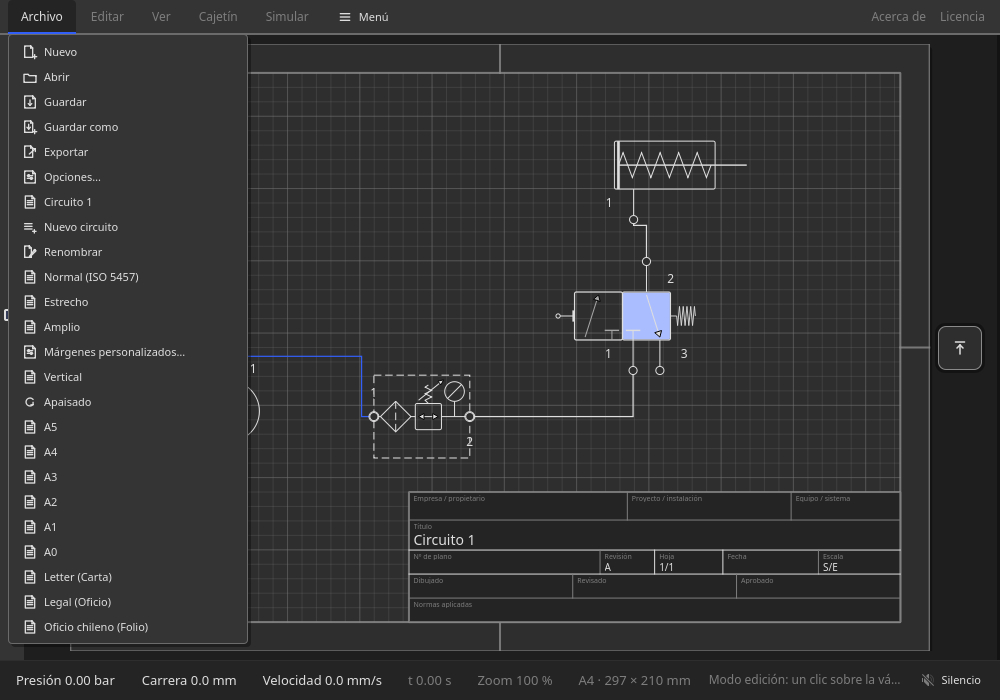 Archivo Editar Ver Cajetín Simular Menú Acerca de Licencia
Nuevo
Abrir
Guardar
Guardar como
Exportar
Opciones...
Circuito 1
Nuevo circuito
Renombrar
Normal (ISO 5457)
Estrecho
Amplio
Márgenes personalizados...
Vertical
Apaisado
A5
A4
A3
A2
A1
A0
Letter (Carta)
Legal (Oficio)
Oficio chileno (Folio)
1
2
1 3
1
1
2
Empresa / propietario Proyecto / instalación Equipo / sistema
Título
Circuito 1
Nº de plano Revisión Hoja Fecha Escala
A 1/1 S/E
Dibujado Revisado Aprobado
Normas aplicadas
Presión 0.00 bar Carrera 0.0 mm Velocidad 0.0 mm/s t 0.00 s Zoom 100 % A4 · 297 × 210 mm Modo edición: un clic sobre la vá... Silencio